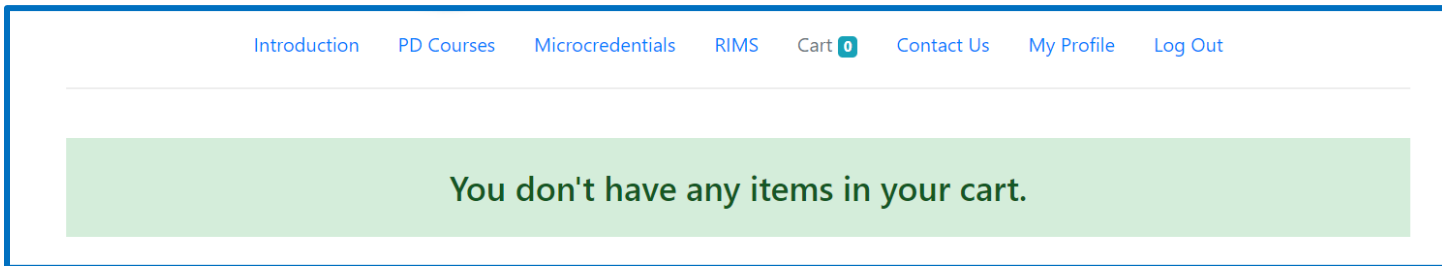 Introduction PD Courses Microcredentials RIMS Cart 0 Contact Us My Profile Log Out
You don't have any items in your cart.